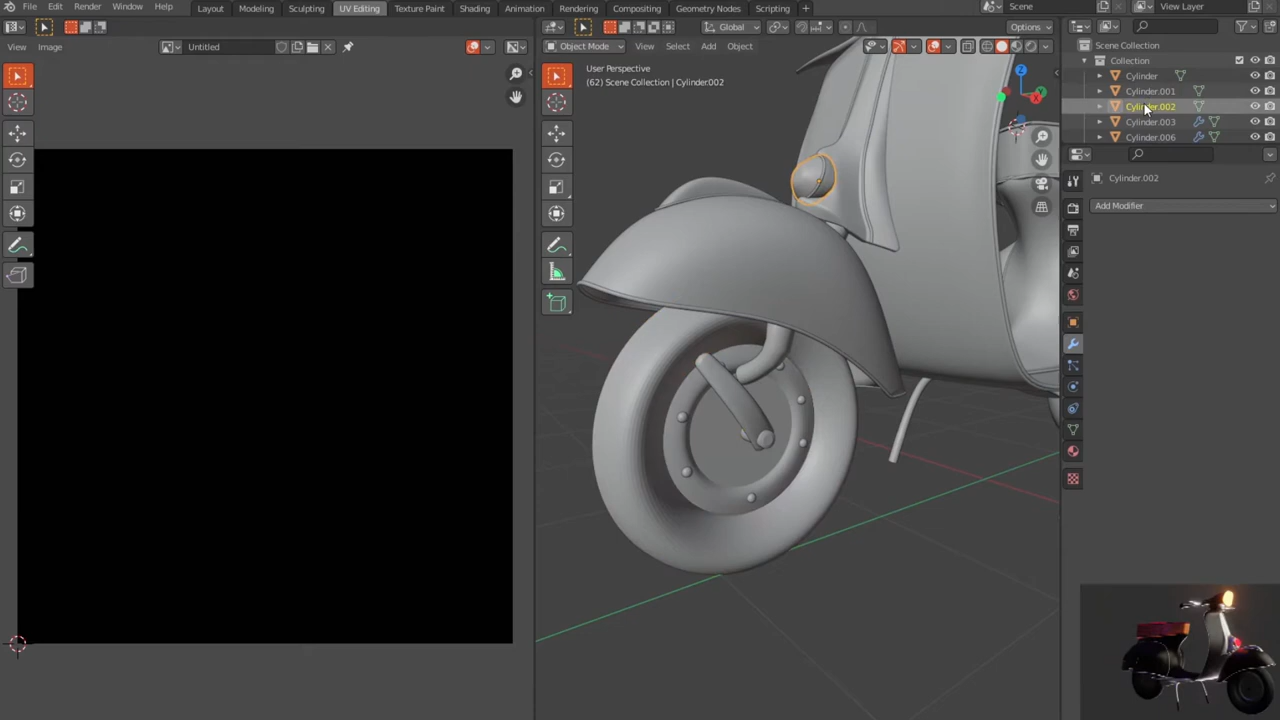 File Edit Render Window Help Layout Modeling Sculpting UV Editing Texture Paint Shading Animation Rendering Compositing Geometry Nodes Scripting + Scene View Layer
Global Options
View Image Untitled Object Mode View Select Add Object
Scene Collection
Collection
User Perspective
(62) Scene Collection | Cylinder.002
Cylinder
Cylinder.001
Cylinder.002
Cylinder.003
Cylinder.006
Cylinder.002
Add Modifier
Z
Y
X